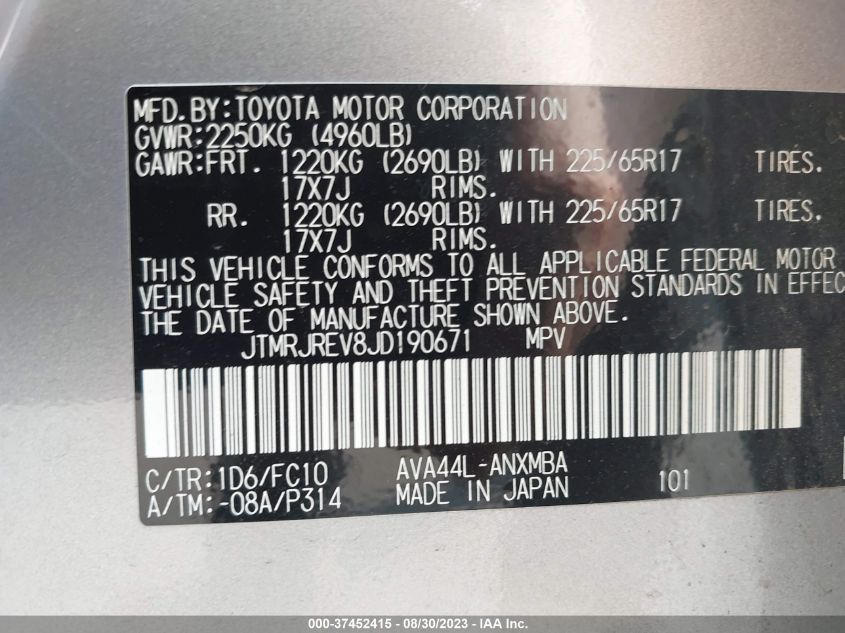 MFD.BY:TOYOTA MOTOR CORPORATION
GVWR:2250KG (4960LB)
GAWR:FRT. 1220KG (2690LB) WITH 225/65R17 TIRES.
17X7J RIMS.
RR. 1220KG (2690LB) WITH 225/65R17 TIRES.
17X7J RIMS.
THIS VEHICLE CONFORMS TO ALL APPLICABLE FEDERAL MOTOR
VEHICLE SAFETY AND THEFT PREVENTION STANDARDS IN EFFEC
THE DATE OF MANUFACTURE SHOWN ABOVE.
JTMRJREV8JD190671 MPV
C/TR:1D6/FC10 AVA44L-ANXMBA 101
A/TM:-08A/P314 MADE IN JAPAN
000-37452415 - 08/30/2023 - IAA Inc.